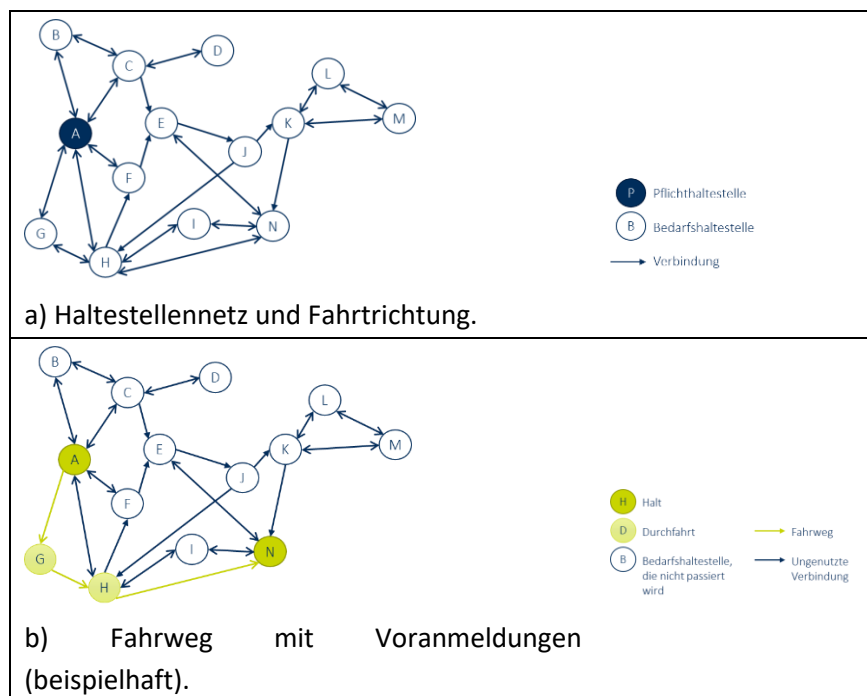 B
D
C
L
M
A
E
K
J
F
P Pflichthaltestelle
I
N
B Bedarfshaltestelle
G
H
Verbindung
a) Haltestellennetz und Fahrtrichtung.
B
D
C
L
M
A
E
K
J
F
H Halt
D Durchfahrt
Fahrweg
I
N
G
B Bedarfshaltestelle,
die nicht passiert
wird
Ungenutzte
Verbindung
H
b) Fahrweg mit Voranmeldungen
(beispielhaft).